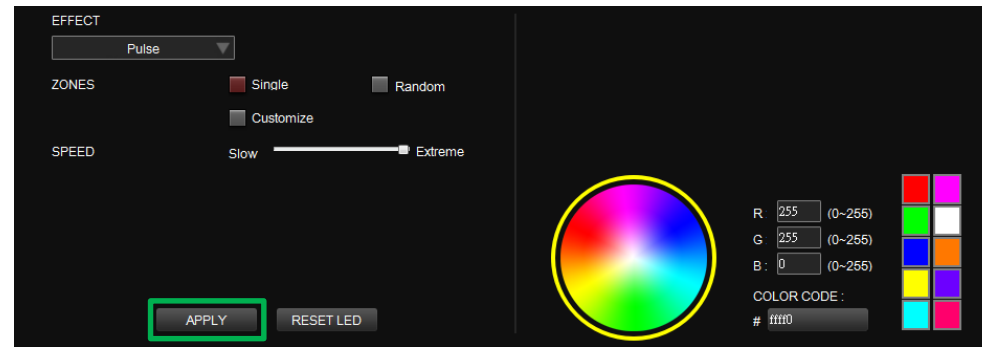 EFFECT
Pulse
ZONES
Single
Random
Customize
SPEED
Slow
Extreme
APPLY
RESET LED
R 255 (0~255)
G 255 (0~255)
B : 0 (0~255)
COLOR CODE :
# ffff0